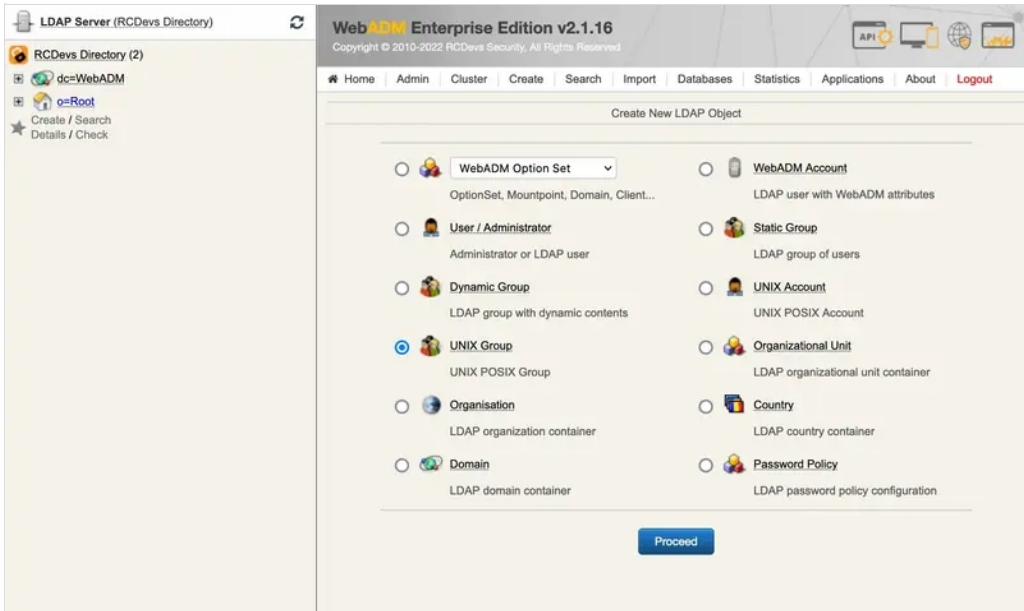 LDAP Server (RCDevs Directory)
RCDevs Directory (2)
dc=WebADM
o=Root
Create / Search
Details / Check
WebADM Enterprise Edition v2.1.16
Copyright © 2010-2022 RCDevs Security, All Rights Reserved
API
Home Admin Cluster Create Search Import Databases Statistics Applications About Logout
Create New LDAP Object
WebADM Option Set
OptionSet, Mountpoint, Domain, Client...
WebADM Account
LDAP user with WebADM attributes
User / Administrator
Administrator or LDAP user
Static Group
LDAP group of users
Dynamic Group
LDAP group with dynamic contents
UNIX Account
UNIX POSIX Account
UNIX Group
UNIX POSIX Group
Organizational Unit
LDAP organizational unit container
Organisation
LDAP organization container
Country
LDAP country container
Domain
LDAP domain container
Password Policy
LDAP password policy configuration
Proceed